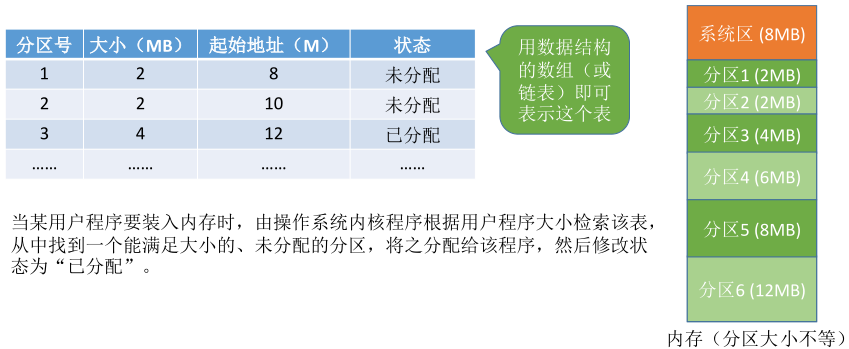 分区号 大小（MB） 起始地址（M） 状态
1 2 8 未分配
2 2 10 未分配
3 4 12 已分配
…… …… …… ……
用数据结构
的数组（或
链表）即可
表示这个表
当某用户程序要装入内存时，由操作系统内核程序根据用户程序大小检索该表，
从中找到一个能满足大小的、未分配的分区，将之分配给该程序，然后修改状
态为“已分配”。
系统区 (8MB)
分区1 (2MB)
分区2 (2MB)
分区3 (4MB)
分区4 (6MB)
分区5 (8MB)
分区6 (12MB)
内存（分区大小不等）